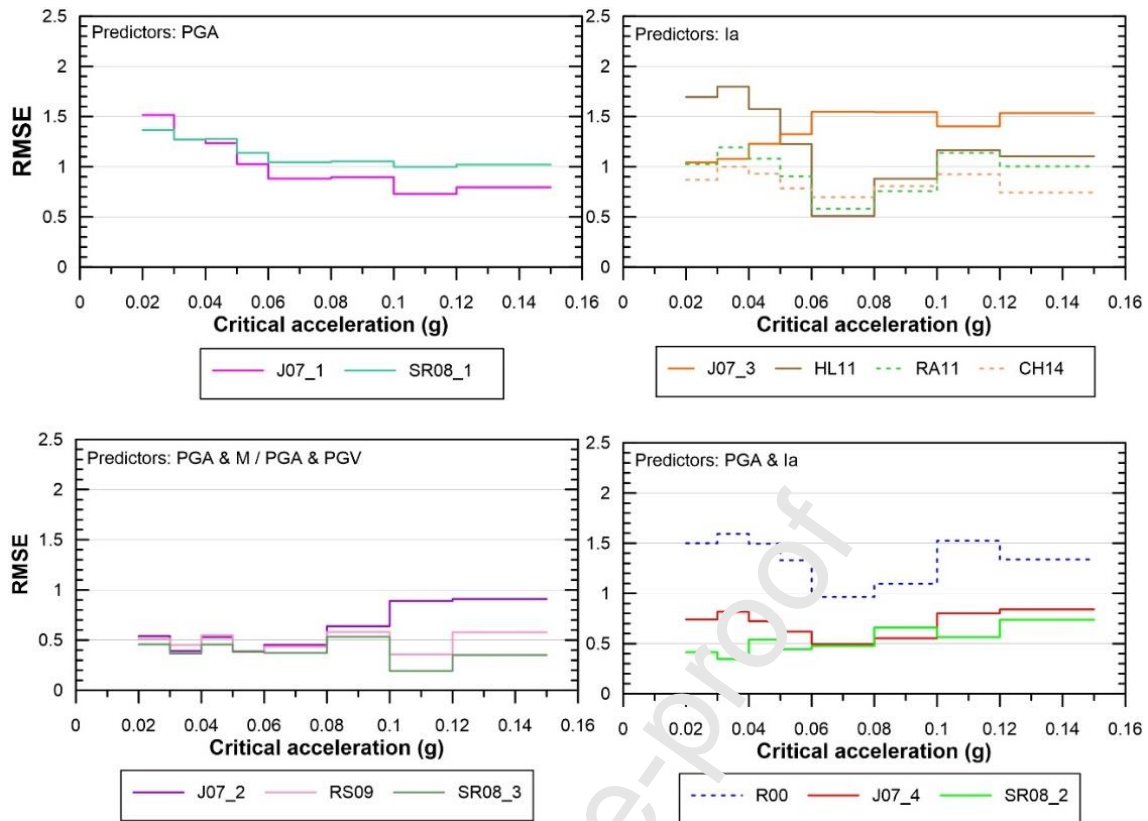 2.5
Predictors: PGA
2
1.5
1
0.5
0
RMSE
0 0.02 0.04 0.06 0.08 0.1 0.12 0.14 0.16
Critical acceleration (g)
J07_1 SR08_1
2.5
Predictors: Ia
2
1.5
1
0.5
0
0 0.02 0.04 0.06 0.08 0.1 0.12 0.14 0.16
Critical acceleration (g)
J07_3 HL11 RA11 CH14
2.5
Predictors: PGA & M / PGA & PGV
2
1.5
1
0.5
0
RMSE
0 0.02 0.04 0.06 0.08 0.1 0.12 0.14 0.16
Critical acceleration (g)
J07_2 RS09 SR08_3
2.5
Predictors: PGA & Ia
2
1.5
1
0.5
0
0 0.02 0.04 0.06 0.08 0.1 0.12 0.14 0.16
Critical acceleration (g)
R00 J07_4 SR08_2
e-proof